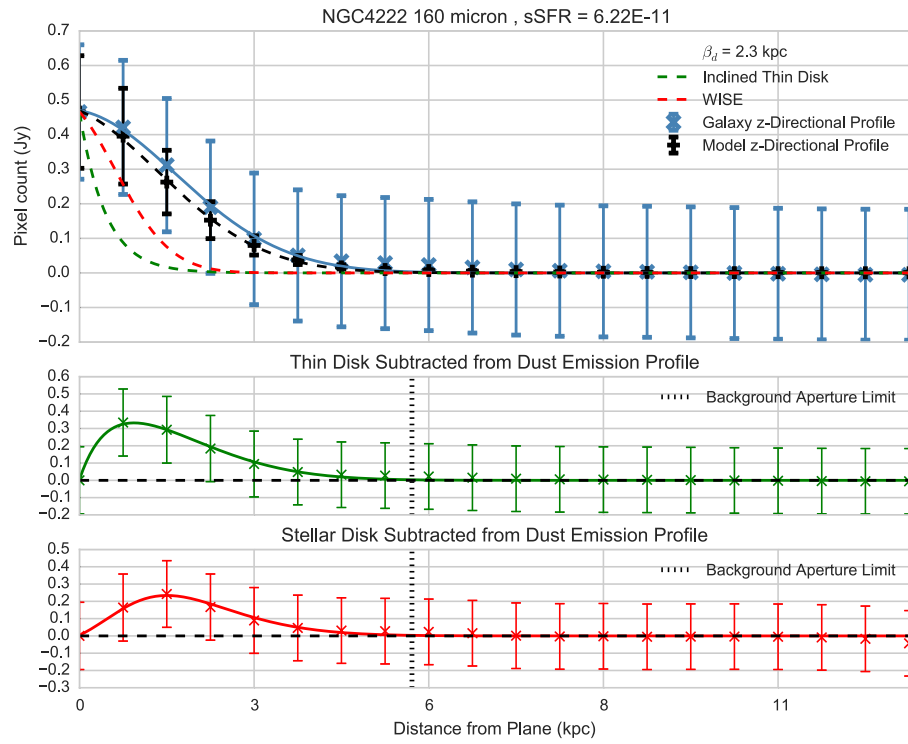 NGC4222 160 micron , sSFR = 6.22E-11
0.7
0.6
0.5
0.4
0.3
0.2
0.1
0.0
−0.1
−0.2
Pixel count (Jy)
β_d = 2.3 kpc
Inclined Thin Disk
WISE
Galaxy z-Directional Profile
Model z-Directional Profile
Thin Disk Subtracted from Dust Emission Profile
0.6
0.5
0.4
0.3
0.2
0.1
0.0
−0.1
−0.2
Background Aperture Limit
Stellar Disk Subtracted from Dust Emission Profile
0.5
0.4
0.3
0.2
0.1
0.0
−0.1
−0.2
−0.3
Background Aperture Limit
0 3 6 8 11
Distance from Plane (kpc)